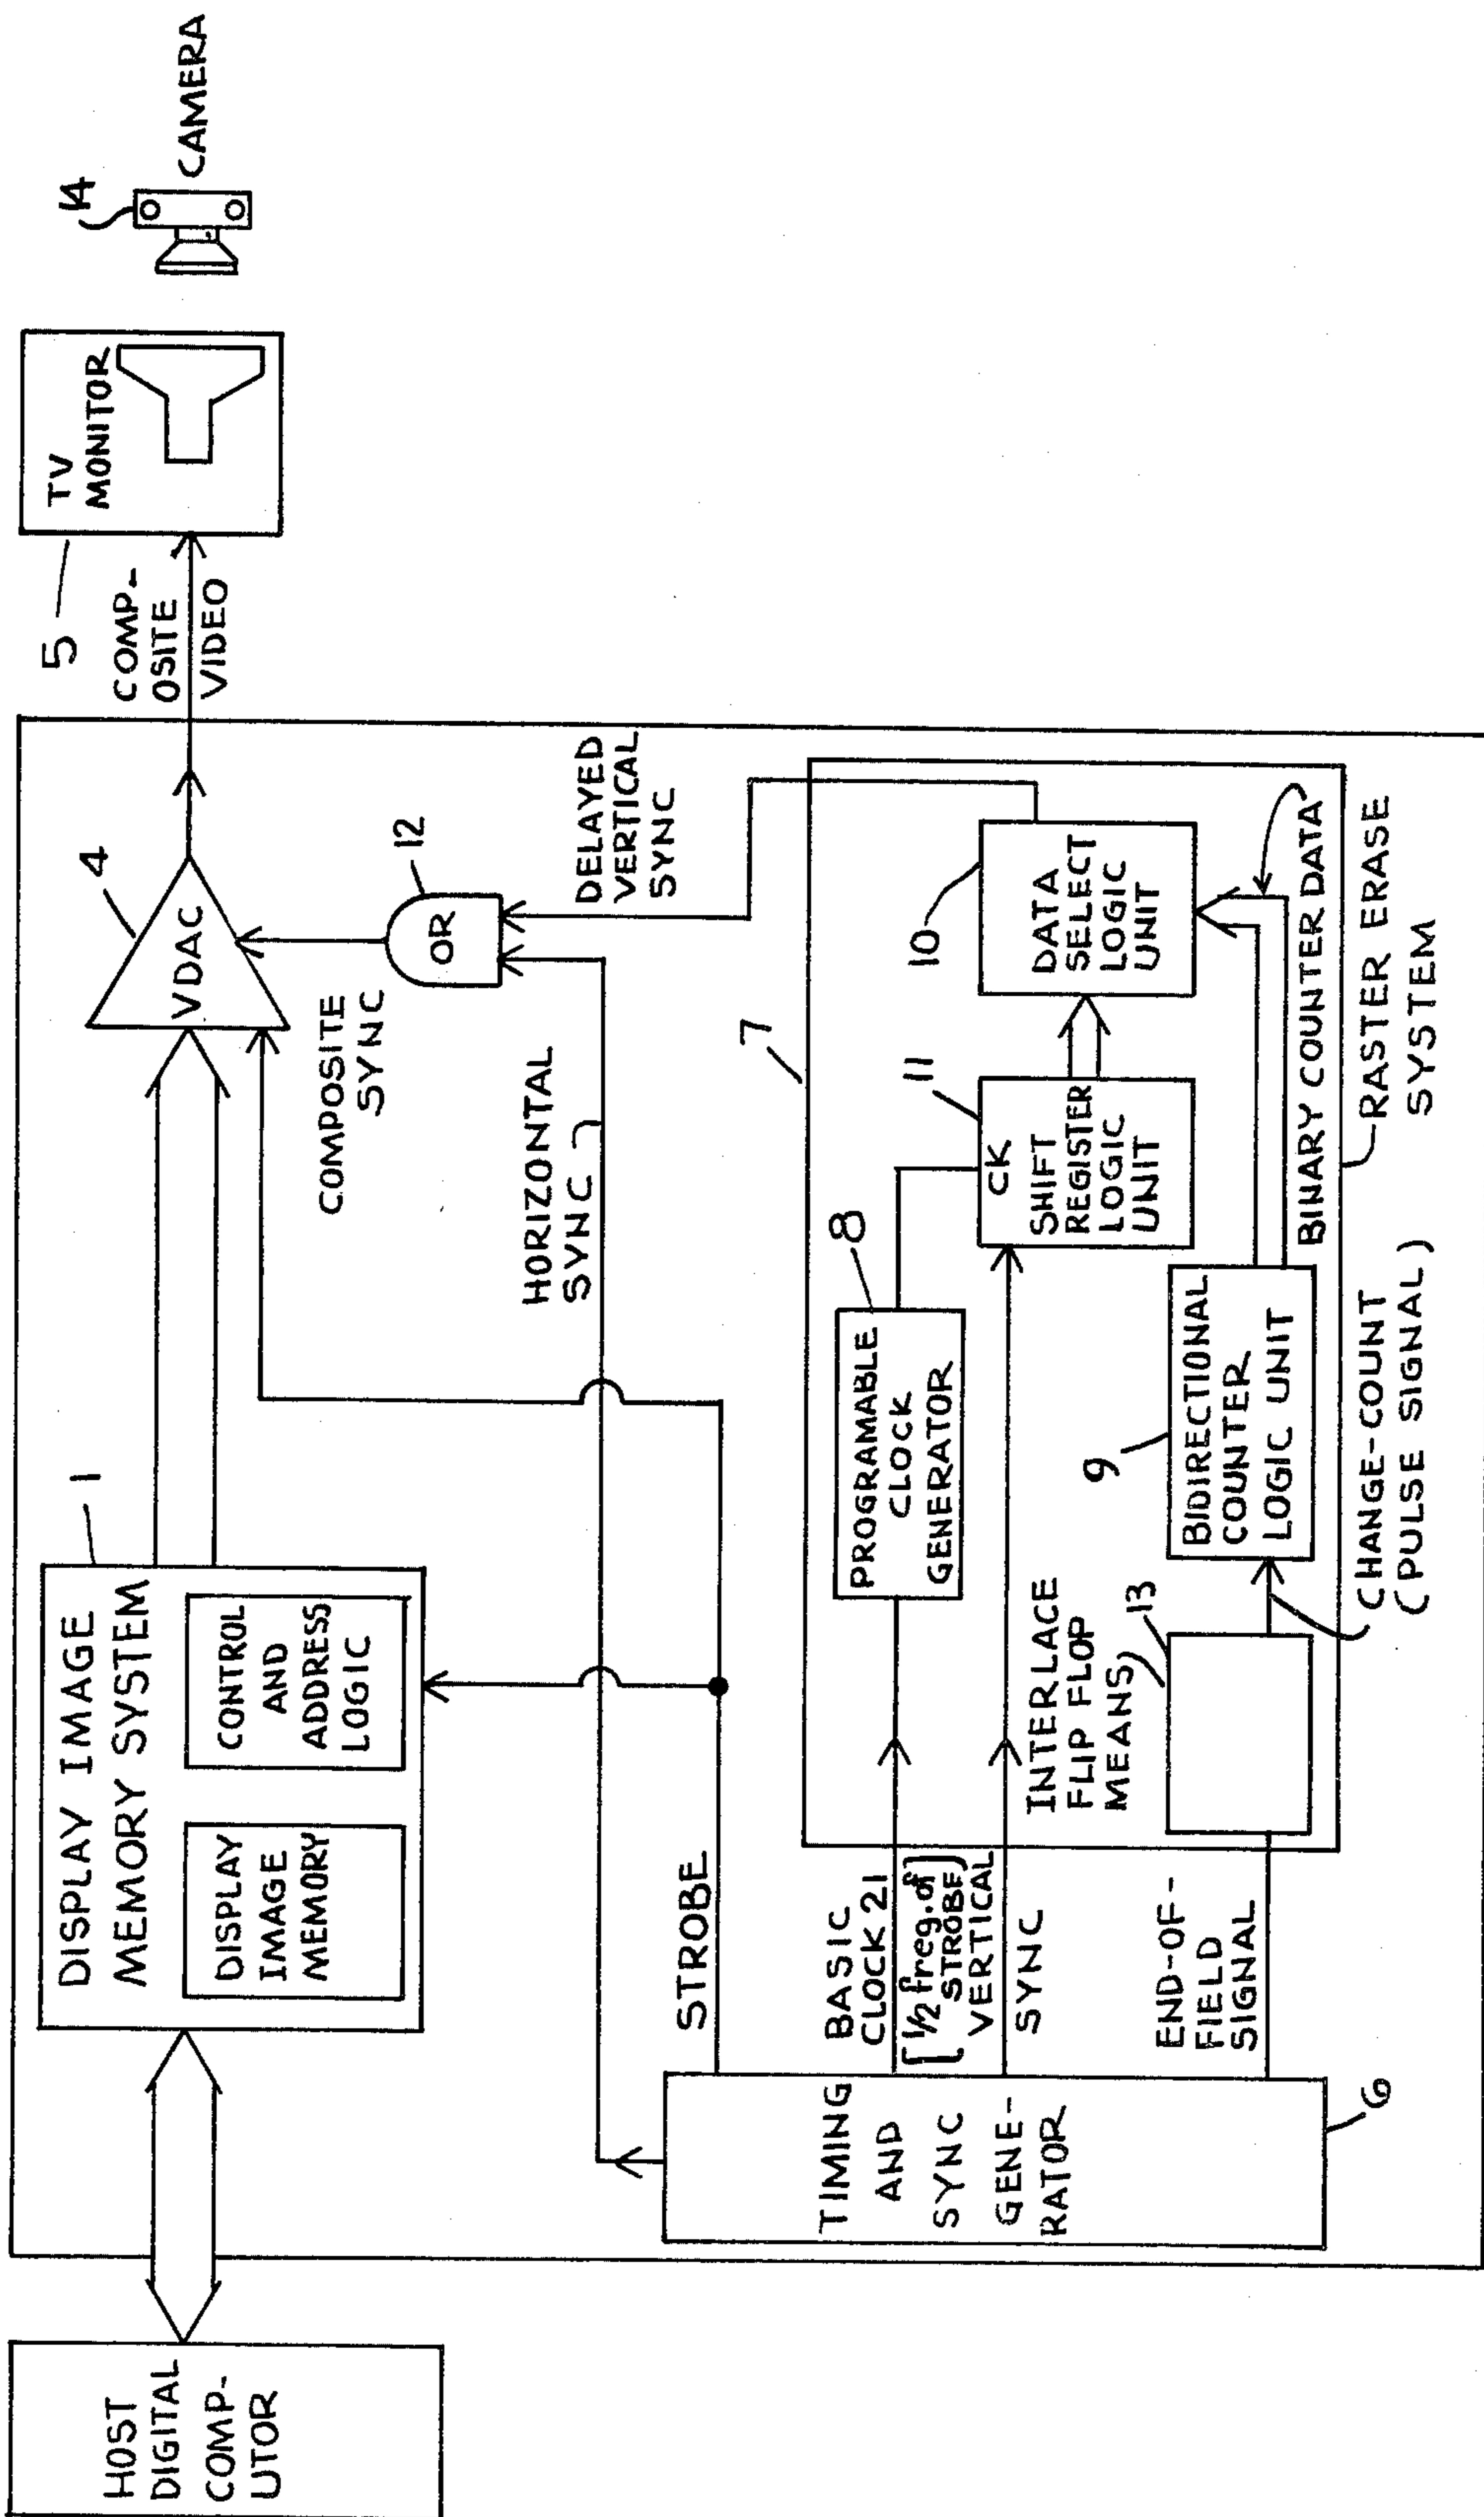 HOST
DIGITAL
COMP-
UTOR
1
DISPLAY IMAGE
MEMORY SYSTEM
DISPLAY
IMAGE
MEMORY
CONTROL
AND
ADDRESS
LOGIC
4
VDAC
COMP-
OSITE
VIDEO
5
TV
MONITOR
14
CAMERA
COMPOSITE
SYNC
12
OR
HORIZONTAL
SYNC
DELAYED
VERTICAL
SYNC
STROBE
TIMING
AND
SYNC
GENE-
RATOR
6
BASIC
CLOCK 21
[1/2 freg. of]
STROBE
VERTICAL
SYNC
END-OF-
FIELD
SIGNAL
7
PROGRAMABLE
CLOCK
GENERATOR
8
INTERLACE
FLIP FLOP
MEANS
13
11
CK
SHIFT
REGISTER
LOGIC
UNIT
10
DATA
SELECT
LOGIC
UNIT
9
BIDIRECTIONAL
COUNTER
LOGIC UNIT
BINARY COUNTER DATA
CHANGE-COUNT
(PULSE SIGNAL)
RASTER ERASE
SYSTEM